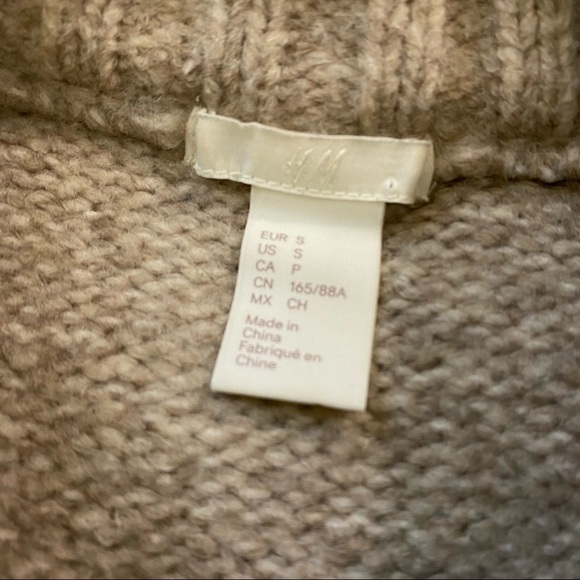 H&M
EUR S
US S
CA P
CN 165/88A
MX CH
Made in
China
Fabriqué en
Chine